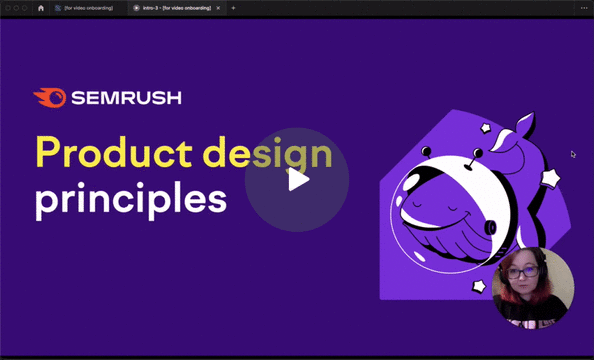 [for video onboarding]
intro-3 - [for video onboarding]
SEMRUSH
Product design
principles